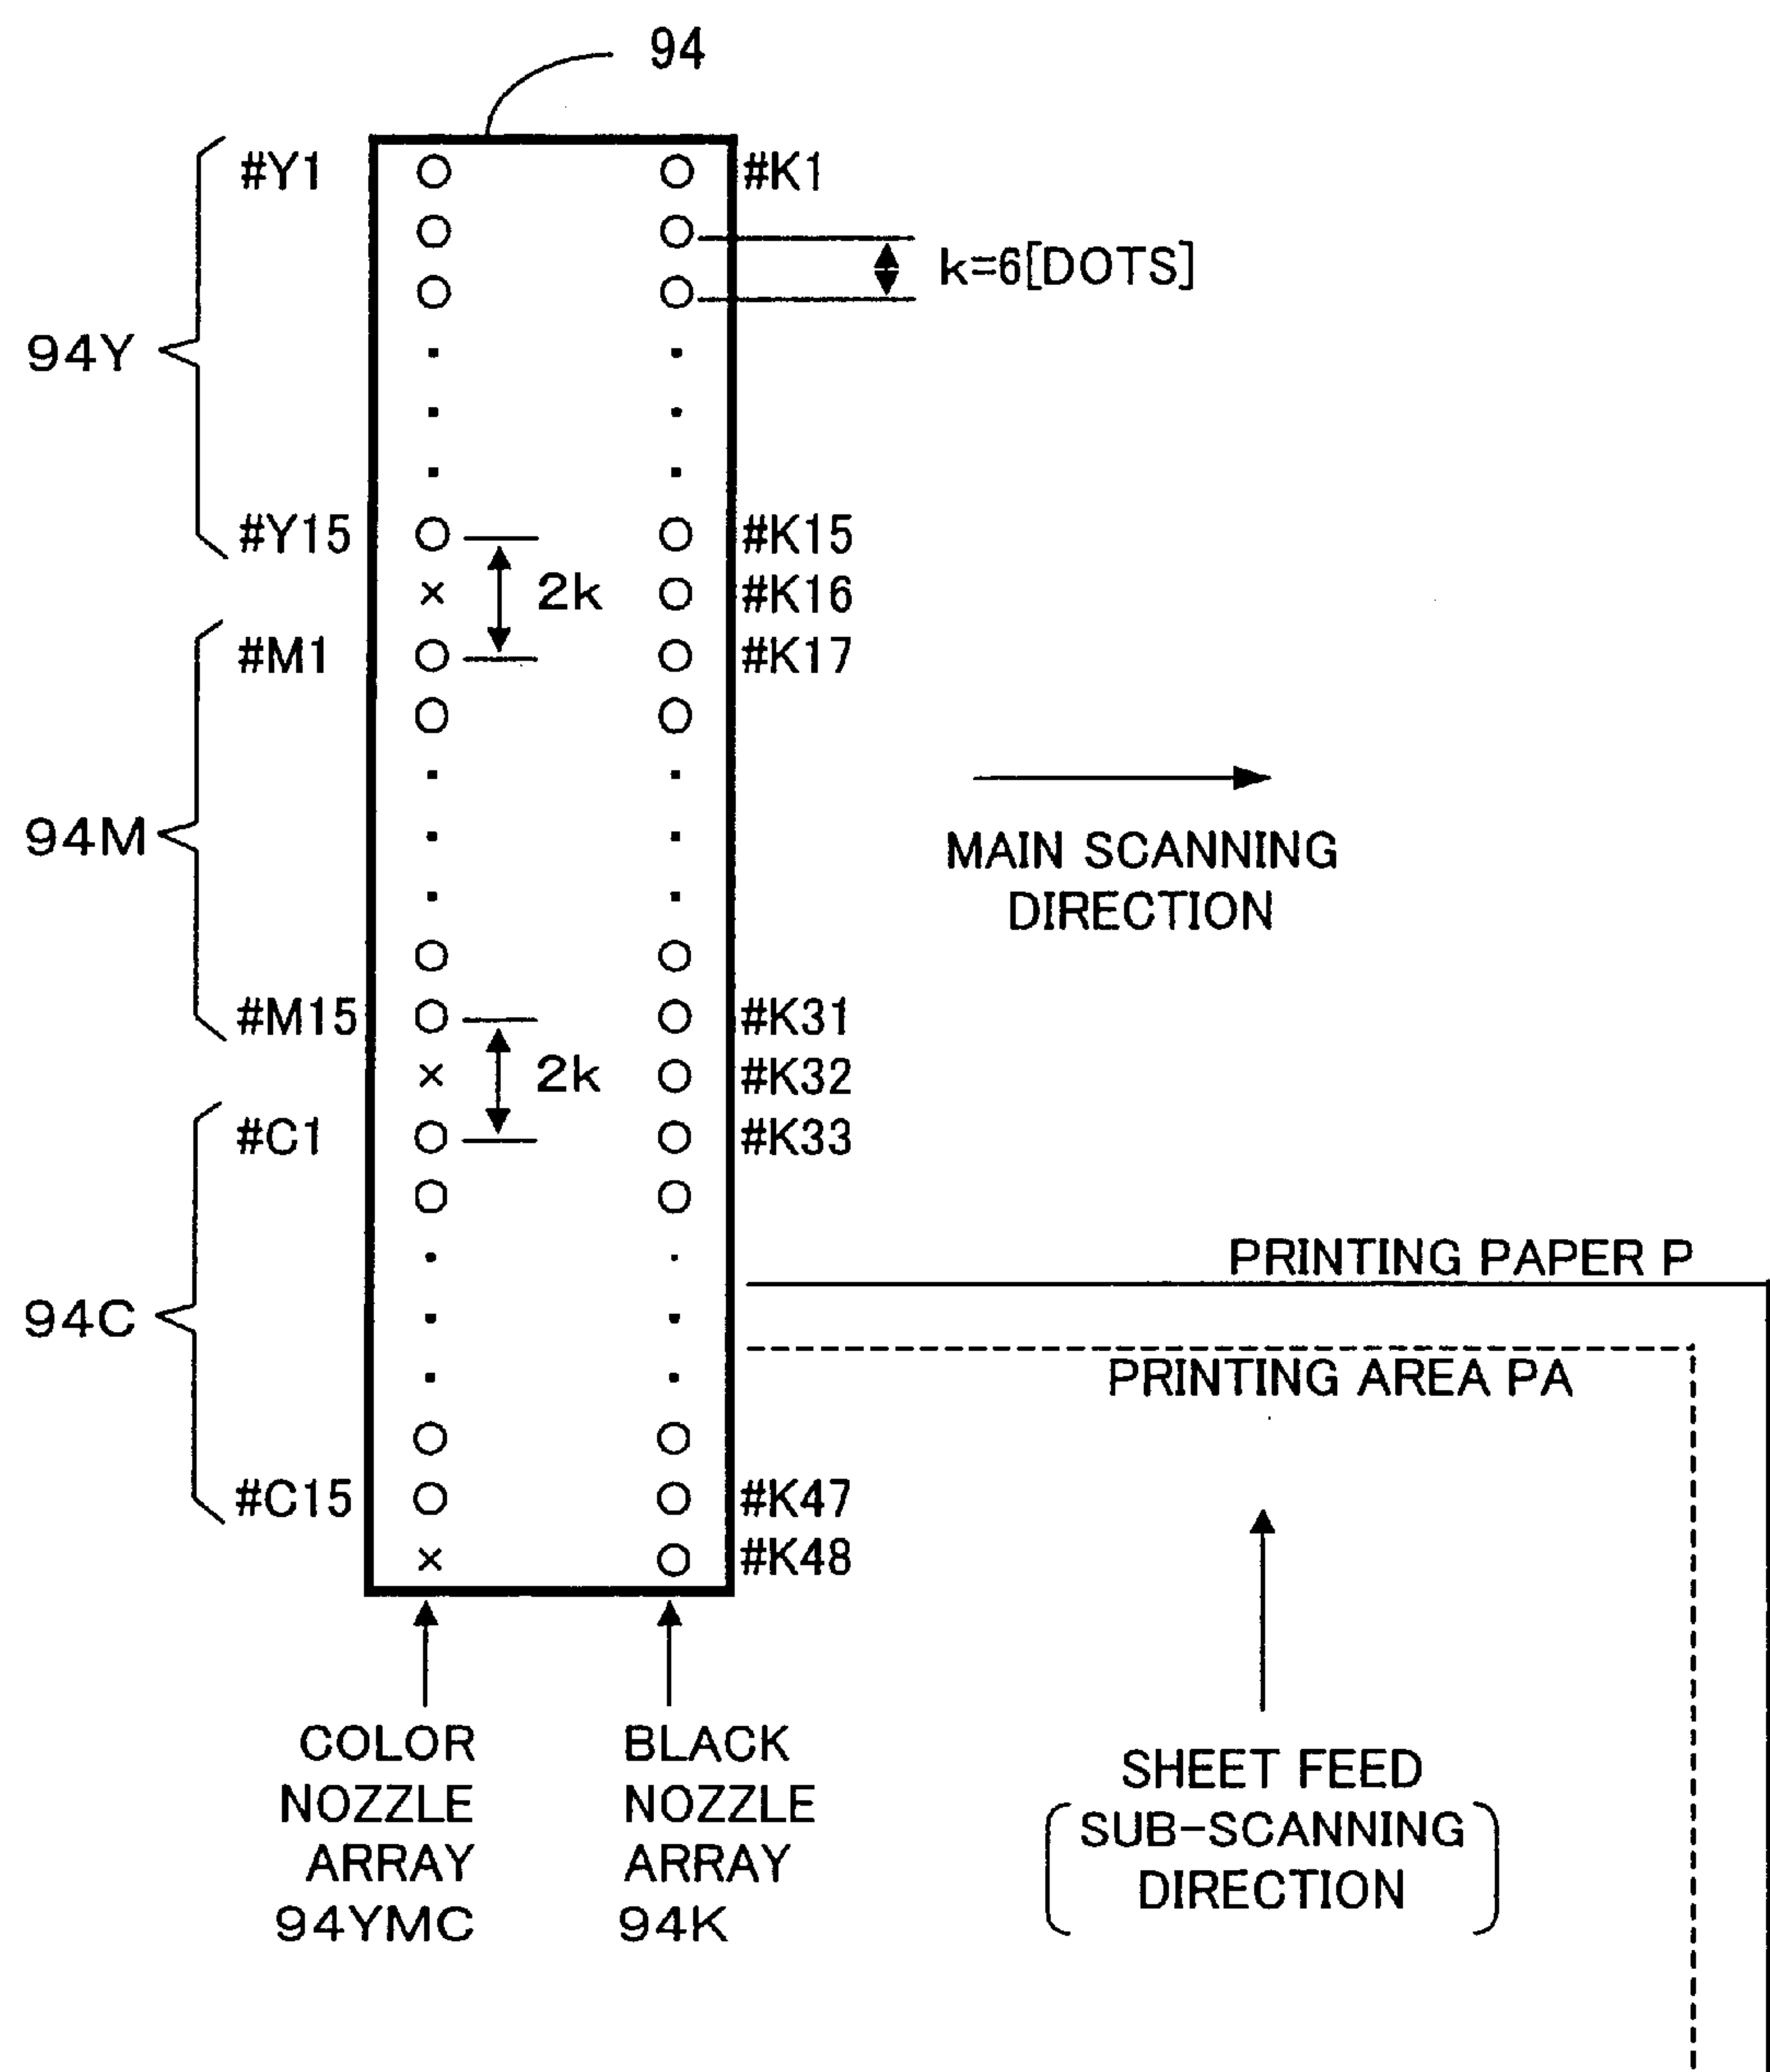 94
#Y1
#K1
k=6[DOTS]
94Y
#Y15
#K15
× 2k
#K16
#M1
#K17
94M
MAIN SCANNING
DIRECTION
#M15
#K31
× 2k
#K32
#C1
#K33
PRINTING PAPER P
94C
PRINTING AREA PA
#C15
#K47
×
#K48
COLOR
NOZZLE
ARRAY
94YMC
BLACK
NOZZLE
ARRAY
94K
SHEET FEED
SUB-SCANNING
DIRECTION